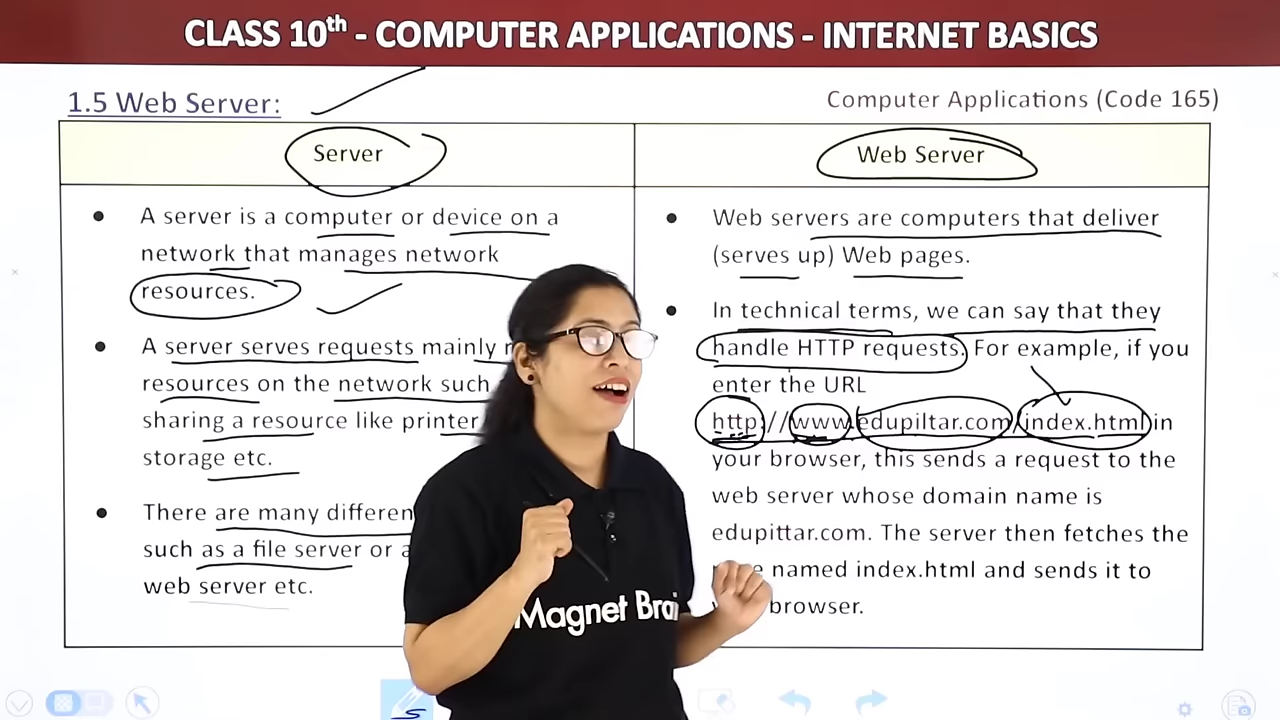 CLASS 10th - COMPUTER APPLICATIONS - INTERNET BASICS
1.5 Web Server:
Computer Applications (Code 165)
Server
Web Server
A server is a computer or device on a
network that manages network
resources.
A server serves requests mainly
resources on the network such
sharing a resource like printer
storage etc.
There are many differen
such as a file server or a
web server etc.
Web servers are computers that deliver
(serves up) Web pages.
In technical terms, we can say that they
handle HTTP requests. For example, if you
enter the URL
http://www.edupiltar.com/index.html in
your browser, this sends a request to the
web server whose domain name is
edupittar.com. The server then fetches the
named index.html and sends it to
browser.
Magnet Brai